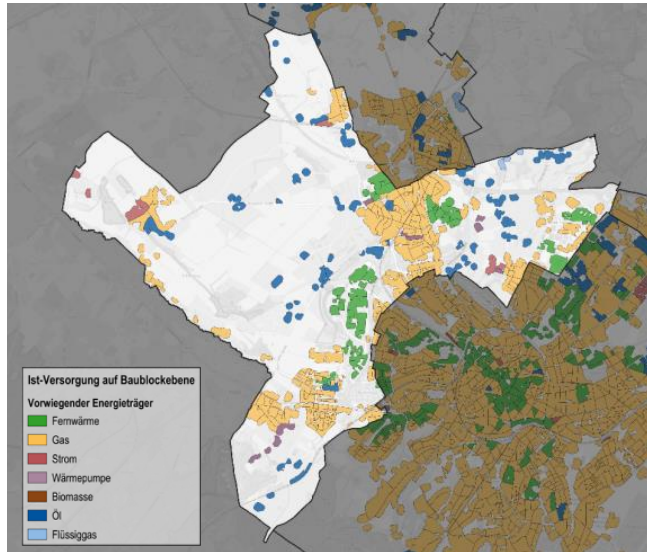 Ist-Versorgung auf Baublockebene
Vorwiegender Energieträger
Fernwärme
Gas
Strom
Wärmepumpe
Biomasse
Öl
Flüssiggas